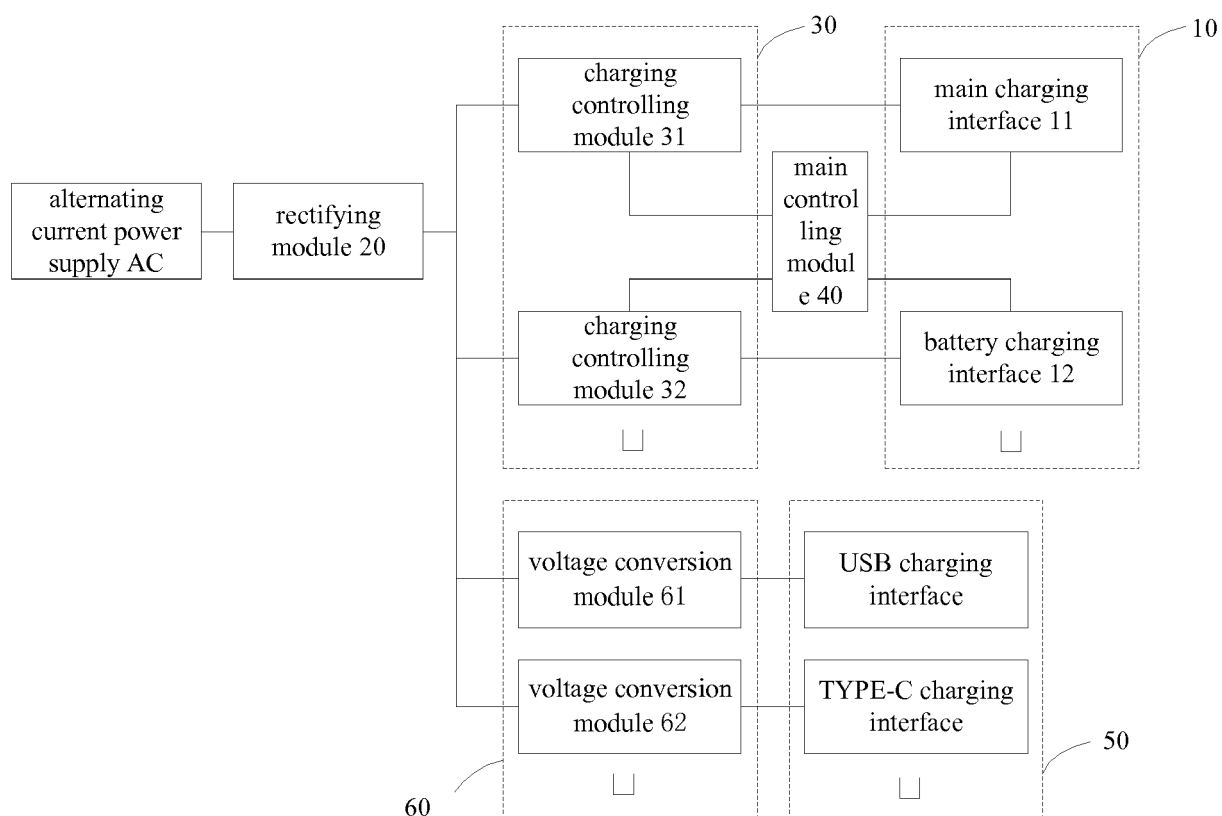 30
10
charging
controlling
module 31
main charging
interface 11
alternating
current power
supply AC
rectifying
module 20
main
control
ling
modul
e 40
charging
controlling
module 32
battery charging
interface 12
voltage conversion
module 61
USB charging
interface
voltage conversion
module 62
TYPE-C charging
interface
50
60